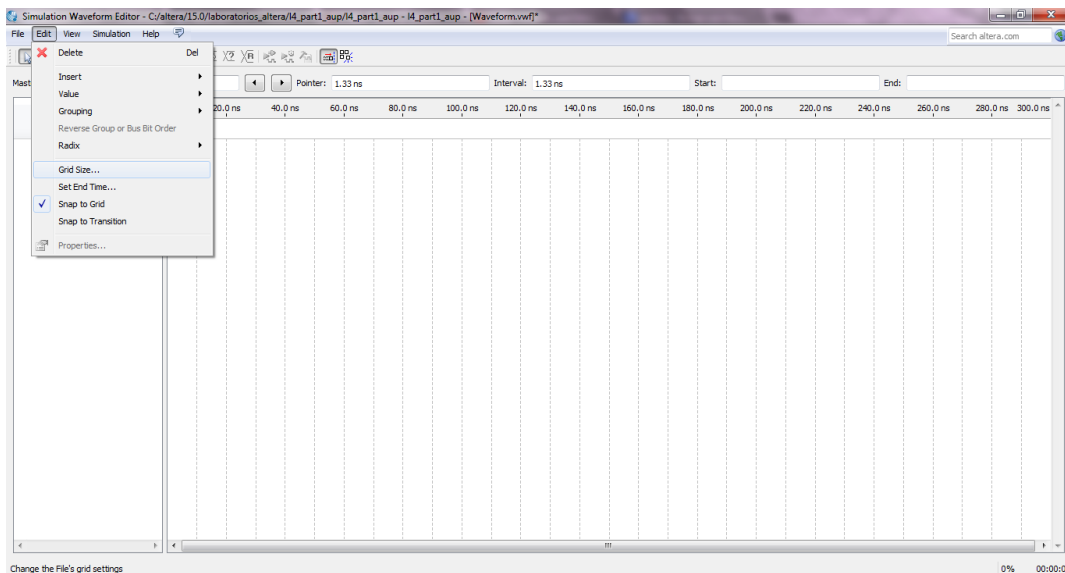 Simulation Waveform Editor - C:/altera/15.0/laboratorios_altera/l4_part1_aup/l4_part1_aup - l4_part1_aup - [Waveform.vwf]*
File Edit View Simulation Help
Search altera.com
Delete Del
Insert
Value
Grouping
Reverse Group or Bus Bit Order
Radix
Grid Size...
Set End Time...
Snap to Grid
Snap to Transition
Properties...
Mast Pointer: 1.33 ns Interval: 1.33 ns Start: End:
20.0 ns 40.0 ns 60.0 ns 80.0 ns 100.0 ns 120.0 ns 140.0 ns 160.0 ns 180.0 ns 200.0 ns 220.0 ns 240.0 ns 260.0 ns 280.0 ns 300.0 ns
Change the File's grid settings 0% 00:00:0